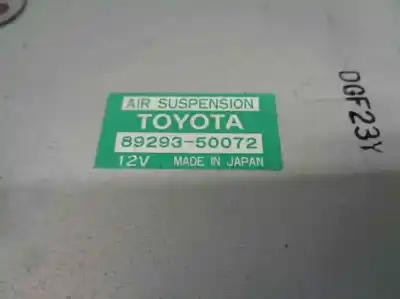 AIR SUSPENSION
TOYOTA
89293-50072
12V MADE IN JAPAN
DGF23Y